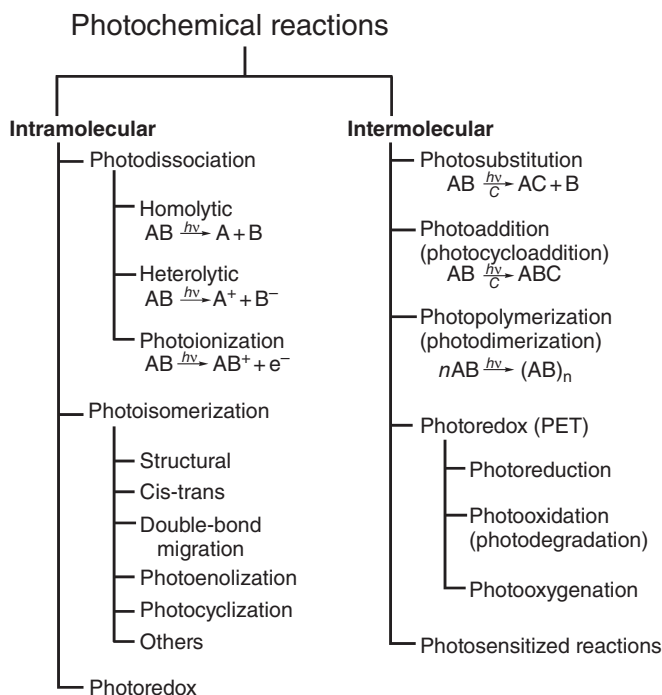 Photochemical reactions
Intramolecular
Photodissociation
Homolytic
AB hν→ A + B
Heterolytic
AB hν→ A⁺ + B⁻
Photoionization
AB hν→ AB⁺ + e⁻
Photoisomerization
Structural
Cis-trans
Double-bond
migration
Photoenolization
Photocyclization
Others
Photoredox
Intermolecular
Photosubstitution
AB hν/C→ AC + B
Photoaddition
(photocycloaddition)
AB hν/C→ ABC
Photopolymerization
(photodimerization)
nAB hν→ (AB)ₙ
Photoredox (PET)
Photoreduction
Photooxidation
(photodegradation)
Photooxygenation
Photosensitized reactions